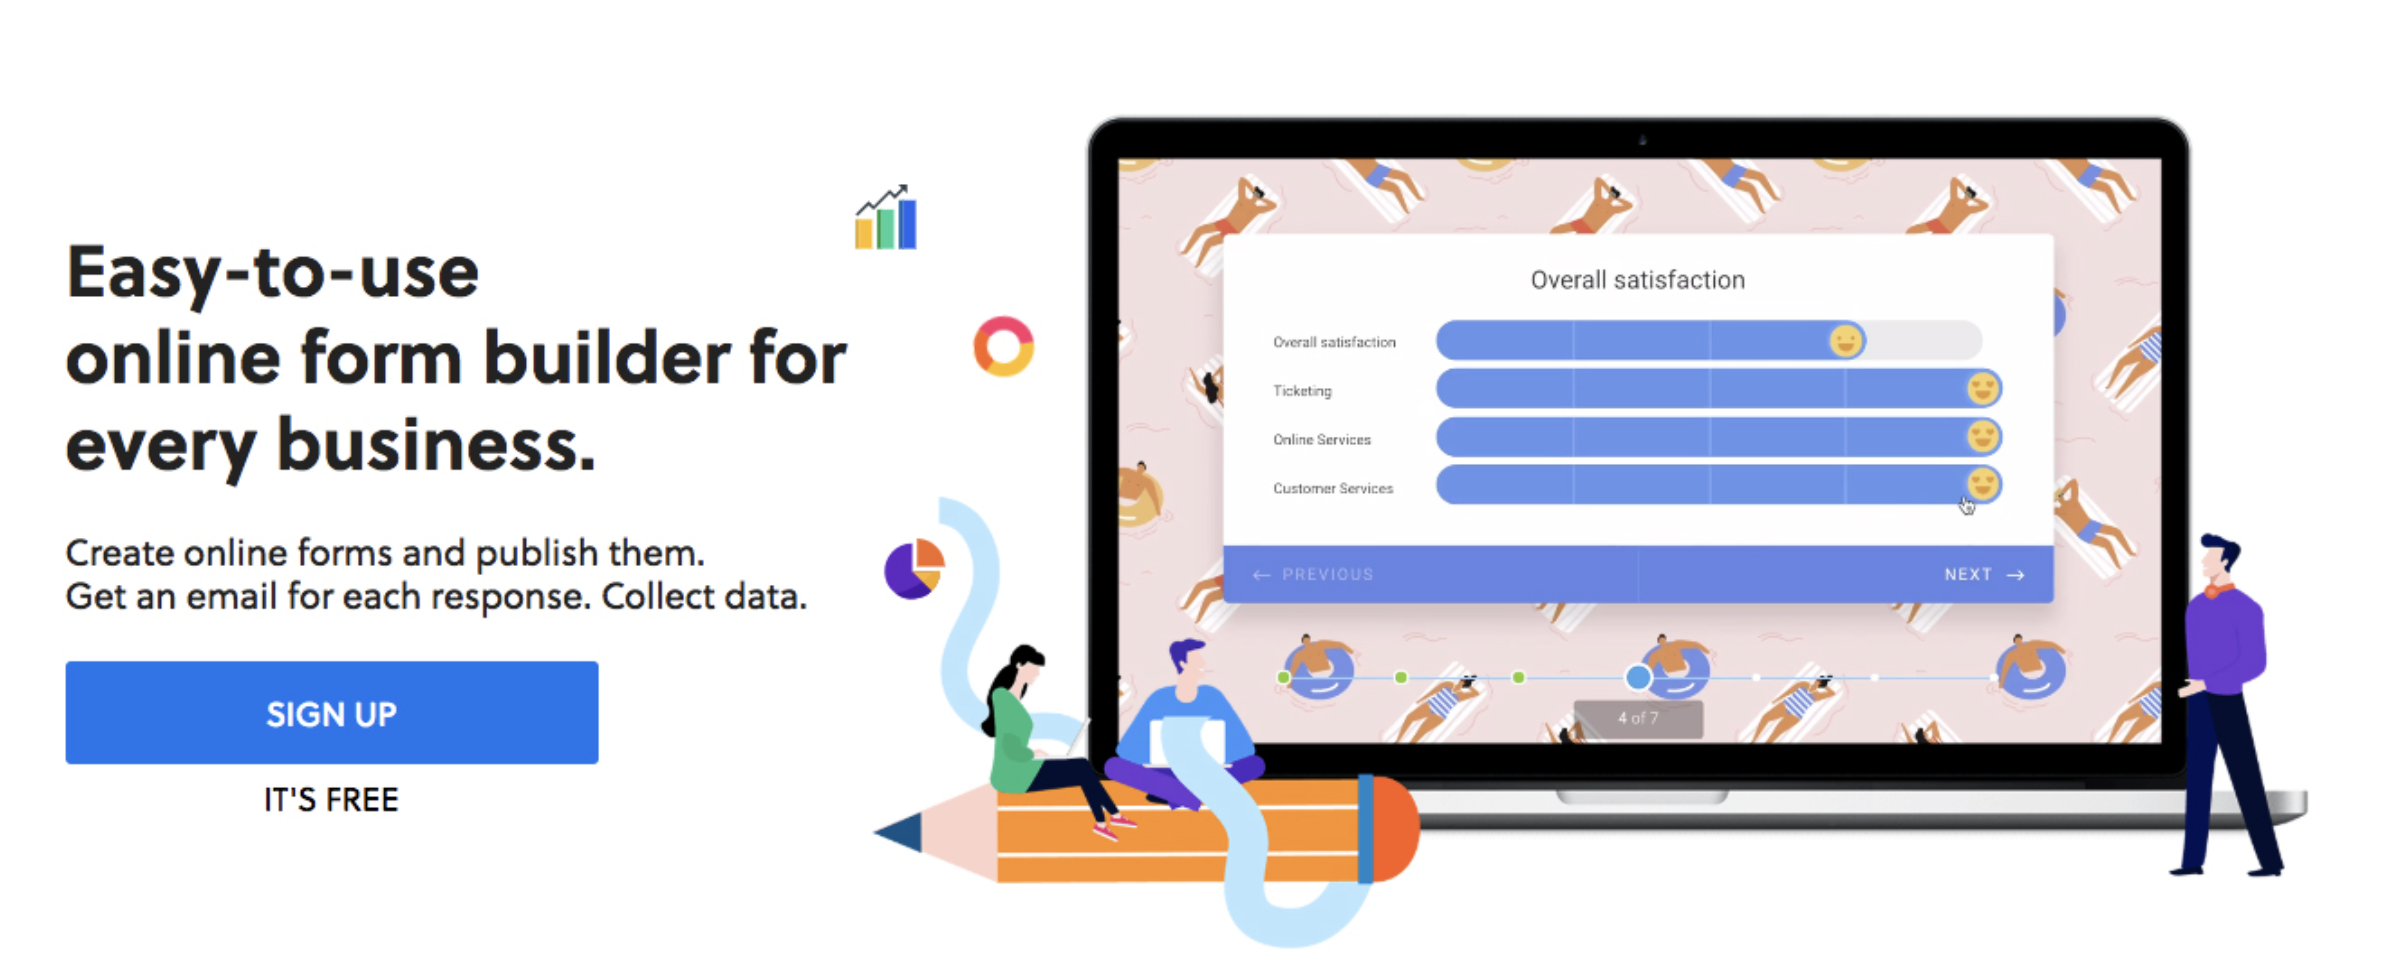 Easy-to-use
online form builder for
every business.
Create online forms and publish them.
Get an email for each response. Collect data.
SIGN UP
IT'S FREE
Overall satisfaction
Overall satisfaction
Ticketing
Online Services
Customer Services
← PREVIOUS
NEXT →
4 of 7